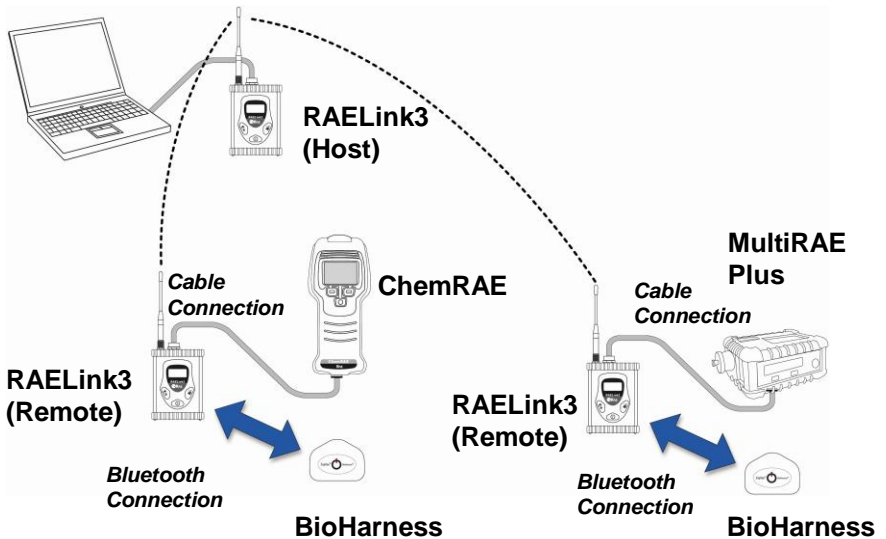 RAELink3
(Host)
MultiRAE
Plus
Cable
Connection
ChemRAE
Cable
Connection
RAELink3
(Remote)
RAELink3
(Remote)
Bluetooth
Connection
Bluetooth
Connection
BioHarness
BioHarness